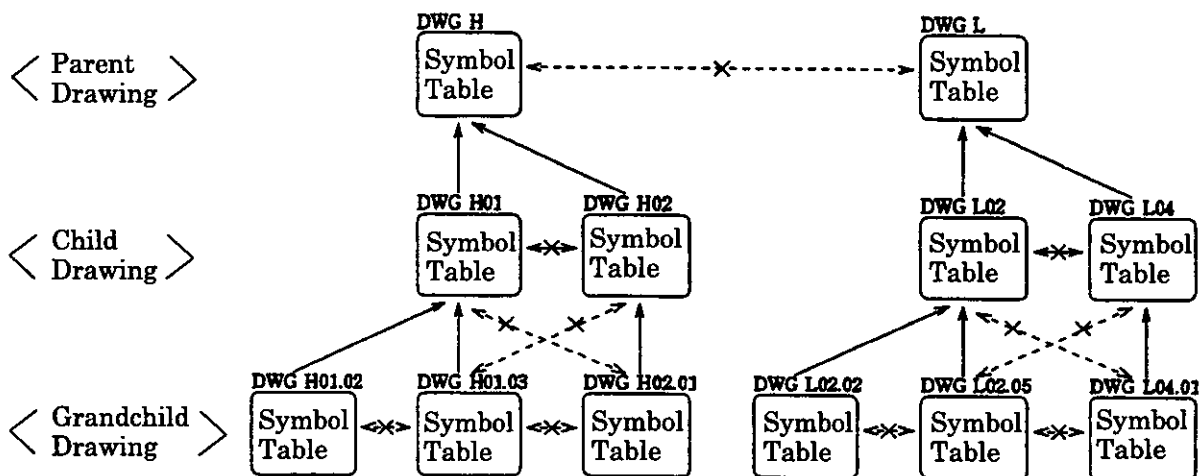 DWG H
DWG L
Parent
Drawing
Symbol
Table
Symbol
Table
DWG H01
DWG H02
DWG L02
DWG L04
Child
Drawing
Symbol
Table
Symbol
Table
Symbol
Table
Symbol
Table
DWG H01.02
DWG H01.03
DWG H02.01
DWG L02.02
DWG L02.05
DWG L04.01
Grandchild
Drawing
Symbol
Table
Symbol
Table
Symbol
Table
Symbol
Table
Symbol
Table
Symbol
Table